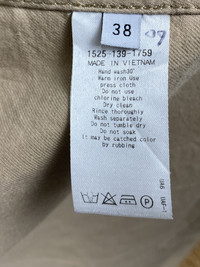 38
09
1525-139-1759
MADE IN VIETNAM
Hand wash30°
Warm iron Use
press cloth
Do not use
chlorine bleach
Dry clean
Rinse thoroughly
Wash separately
Do not tumble dry
Do not soak
It may be catched color
by rubbing
P